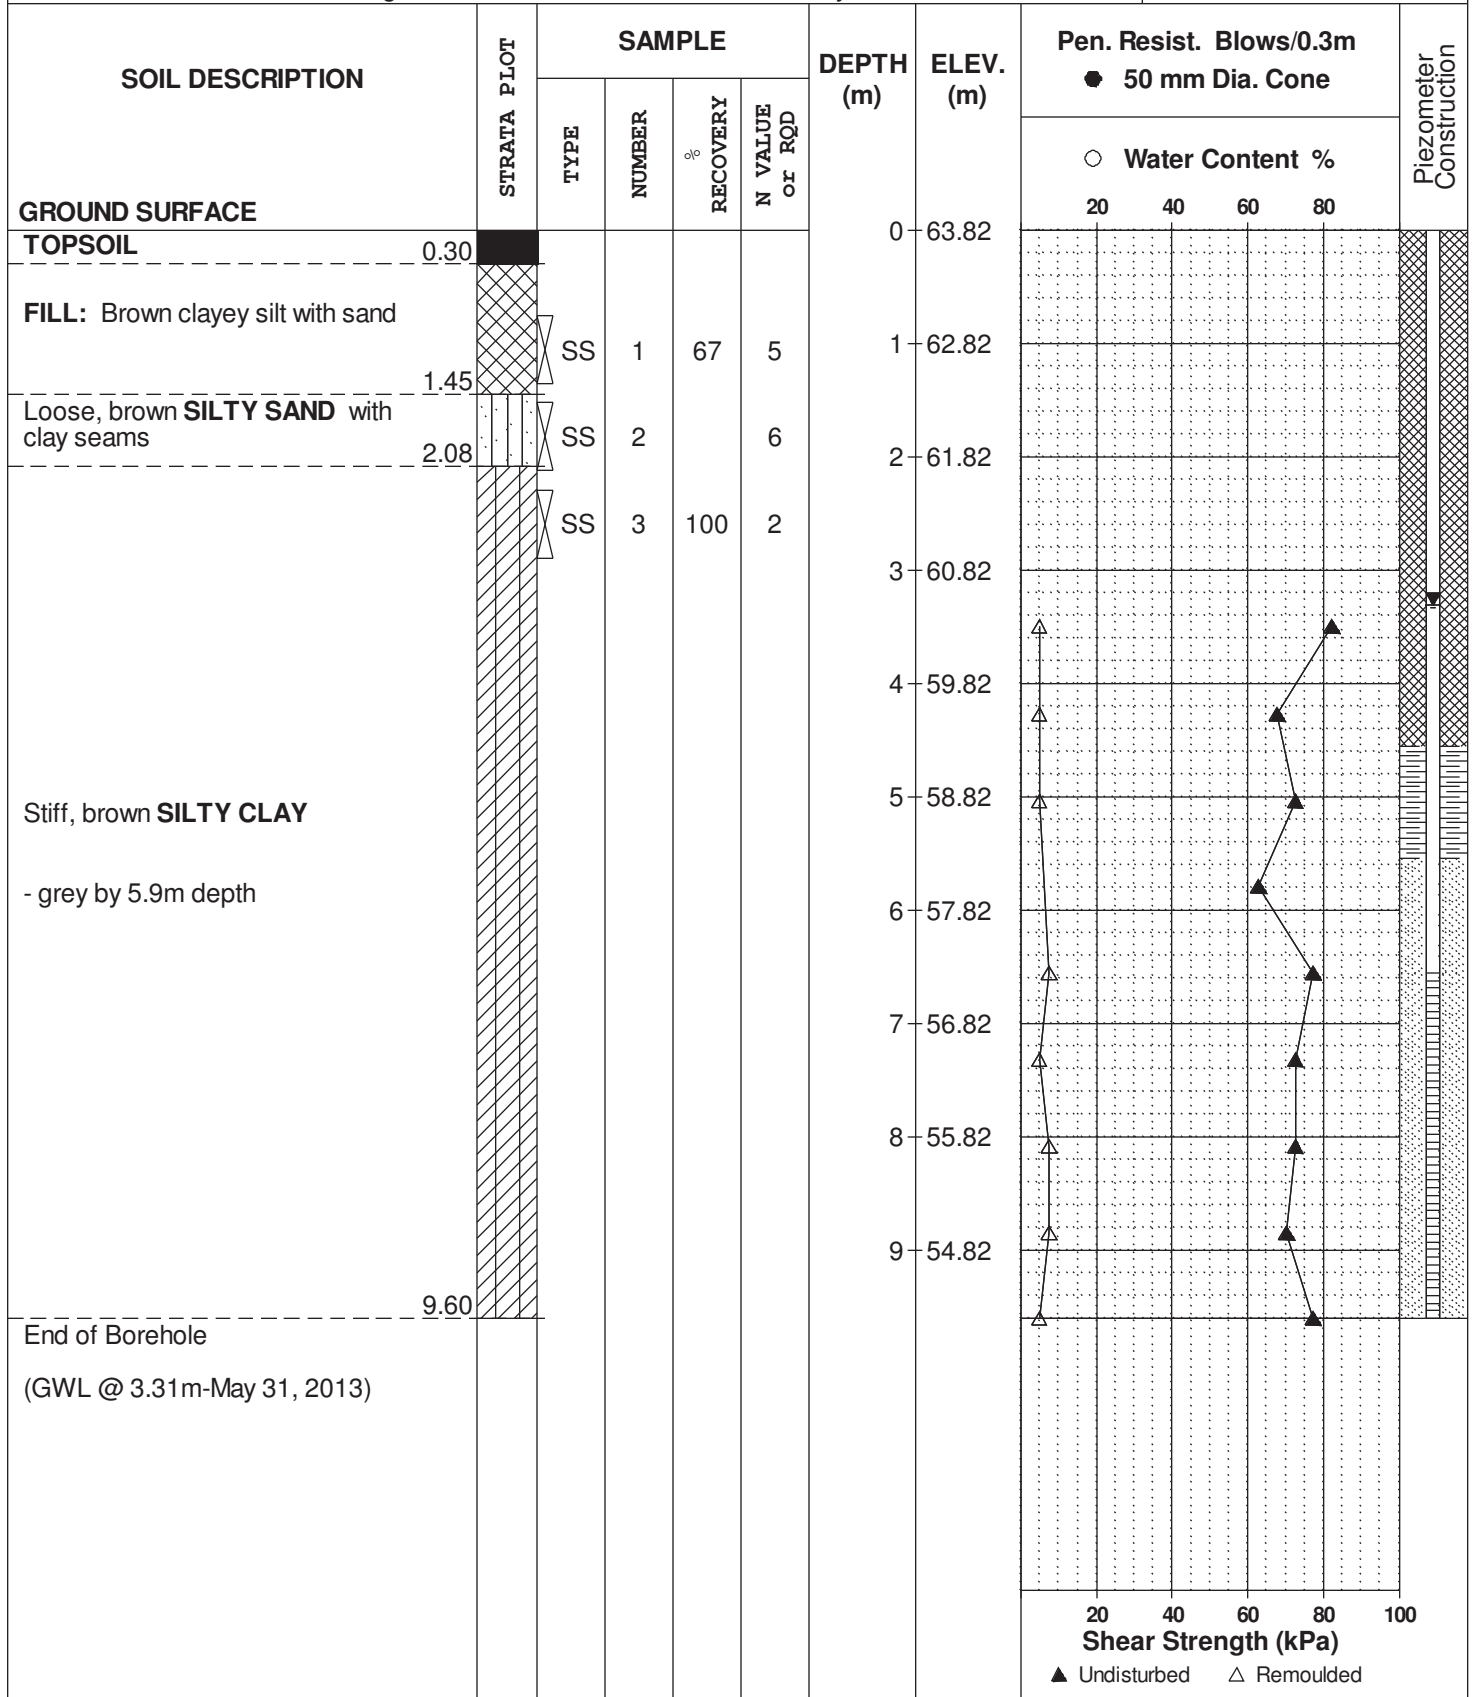 SOIL DESCRIPTION
GROUND SURFACE
STRATA PLOT
SAMPLE
TYPE
NUMBER
%
RECOVERY
N VALUE
or RQD
DEPTH
(m)
ELEV.
(m)
Pen. Resist. Blows/0.3m
● 50 mm Dia. Cone
○ Water Content %
20 40 60 80
Piezometer
Construction
TOPSOIL 0.30
0 63.82
FILL: Brown clayey silt with sand
SS 1 67 5
1 62.82
1.45
Loose, brown SILTY SAND with
clay seams
SS 2 6
2.08
2 61.82
SS 3 100 2
3 60.82
4 59.82
5 58.82
Stiff, brown SILTY CLAY
- grey by 5.9m depth
6 57.82
7 56.82
8 55.82
9 54.82
9.60
End of Borehole
(GWL @ 3.31m-May 31, 2013)
20 40 60 80 100
Shear Strength (kPa)
▲ Undisturbed △ Remoulded